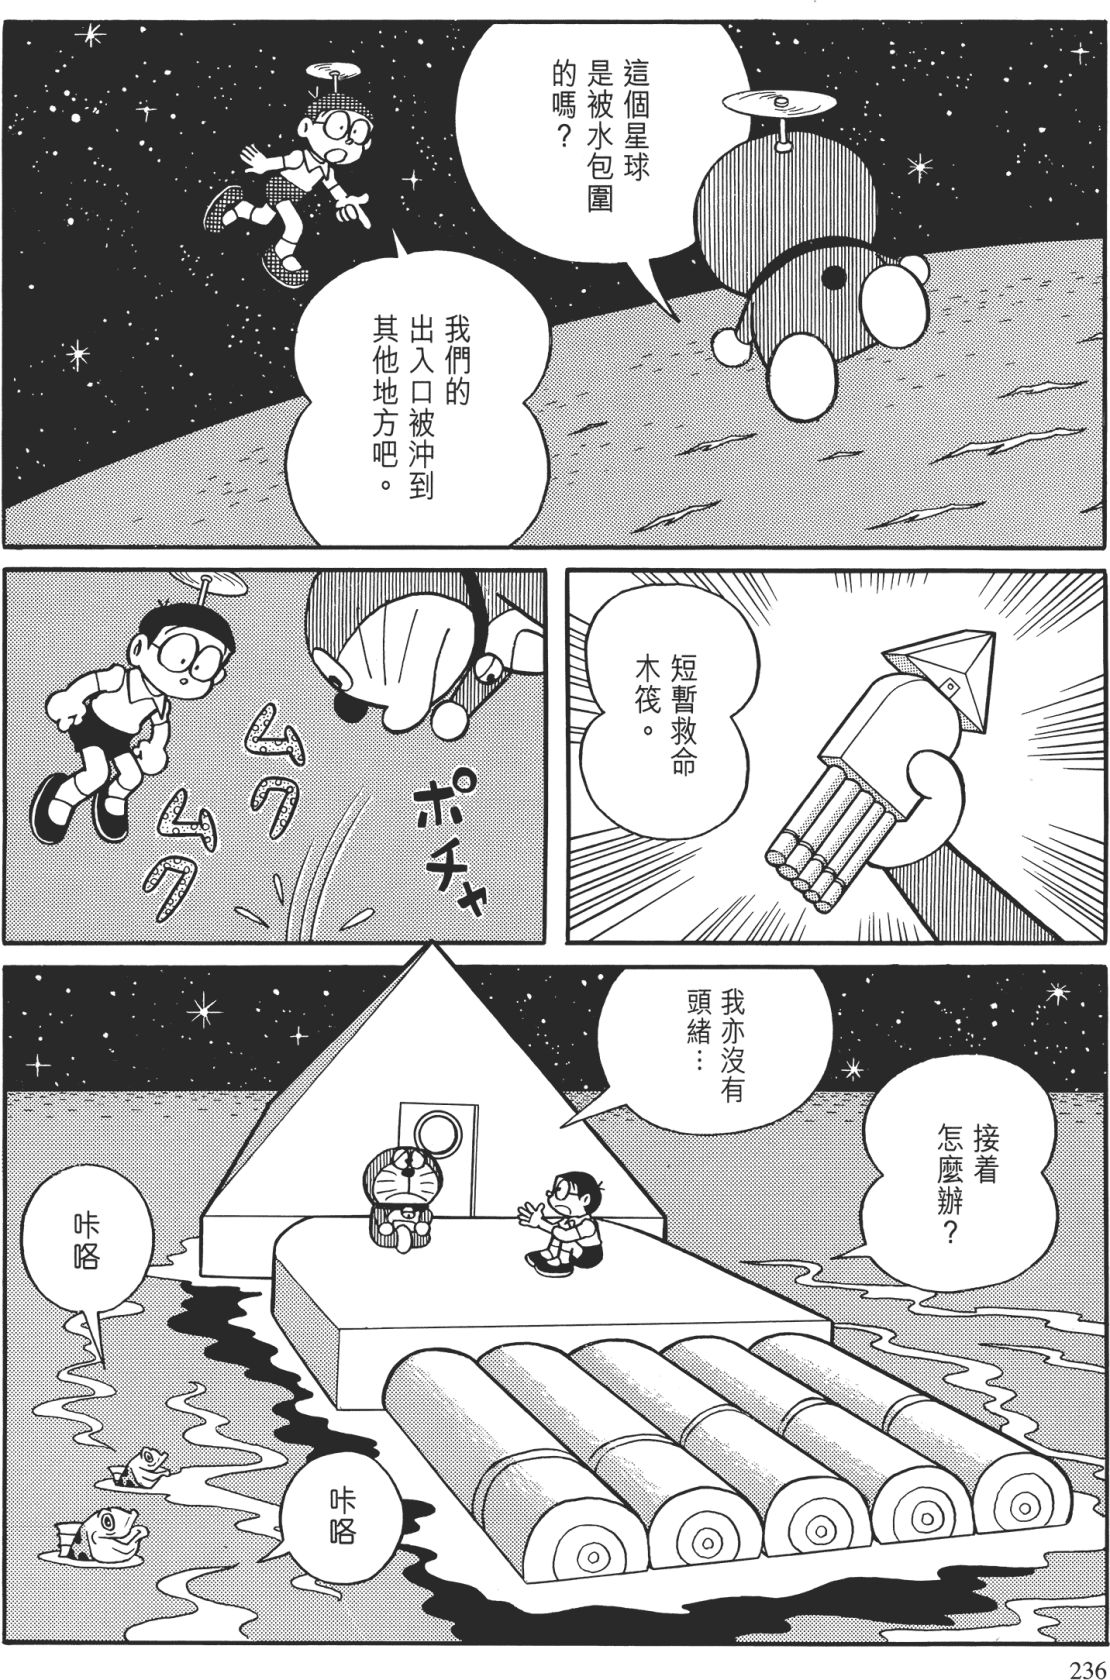 這個星球
是被水包圍
的嗎？
我們的
出入口被沖到
其他地方吧。
短暫救命
木筏。
ポチャ
ムク
ムク
接着
怎麼辦？
我亦沒有
頭緒…
咔咯
咔咯
236